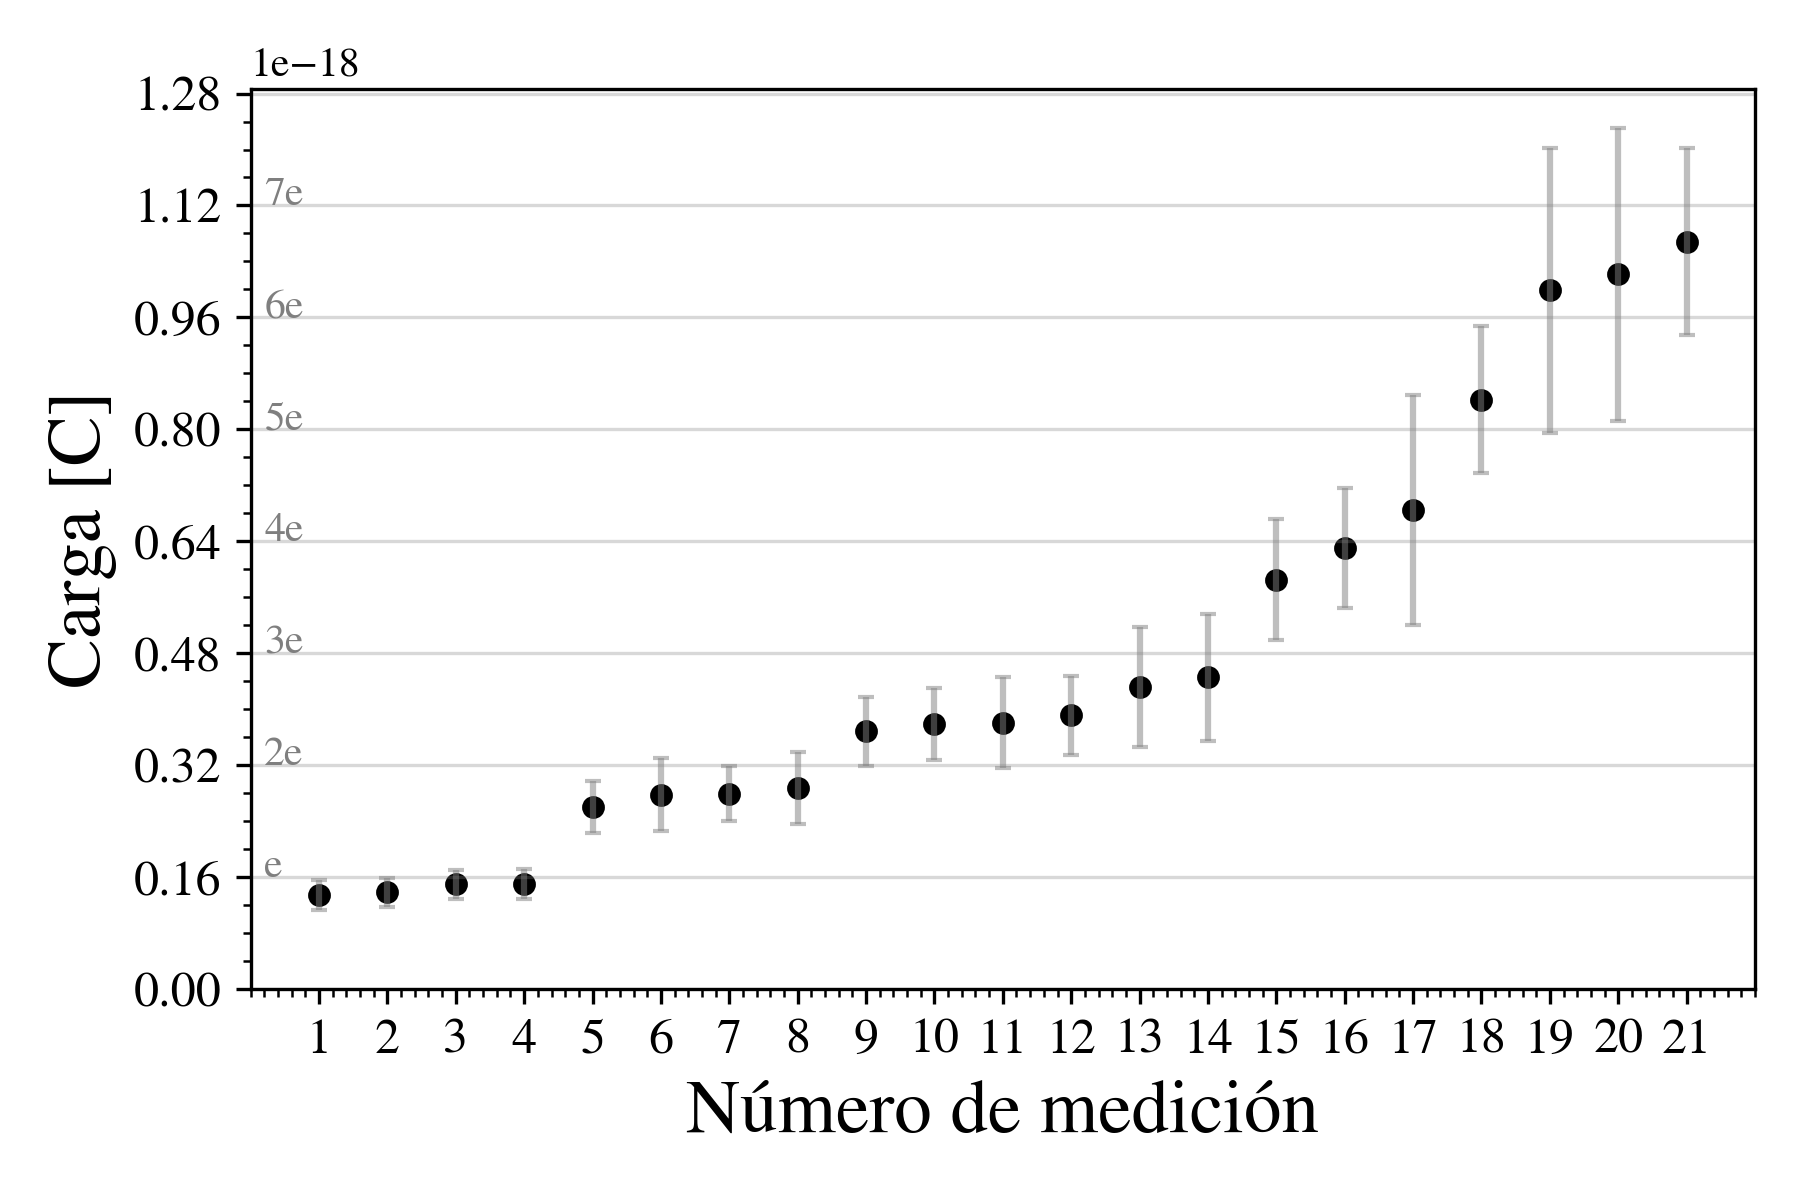 1e−18
1.28
1.12
0.96
0.80
0.64
0.48
0.32
0.16
0.00
7e
6e
5e
4e
3e
2e
e
Carga [C]
1 2 3 4 5 6 7 8 9 10 11 12 13 14 15 16 17 18 19 20 21
Número de medición